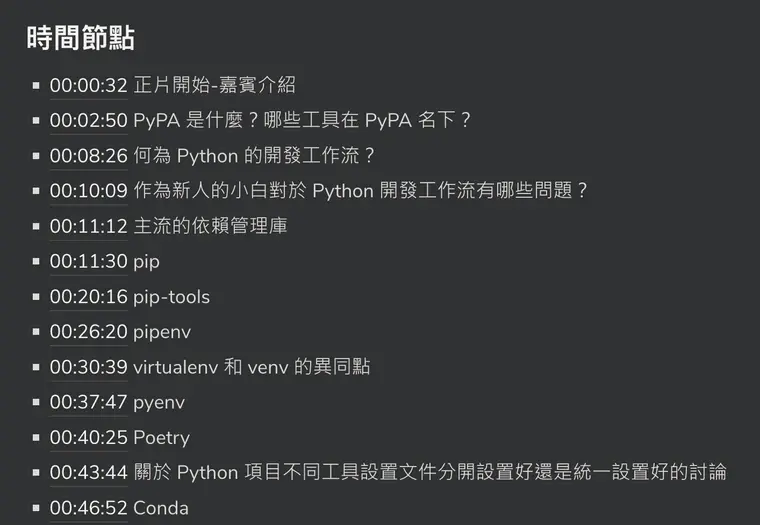 時間節點
00:00:32 正片開始-嘉賓介紹
00:02:50 PyPA 是什麼？哪些工具在 PyPA 名下？
00:08:26 何為 Python 的開發工作流？
00:10:09 作為新人的小白對於 Python 開發工作流有哪些問題？
00:11:12 主流的依賴管理庫
00:11:30 pip
00:20:16 pip-tools
00:26:20 pipenv
00:30:39 virtualenv 和 venv 的異同點
00:37:47 pyenv
00:40:25 Poetry
00:43:44 關於 Python 項目不同工具設置文件分開設置好還是統一設置好的討論
00:46:52 Conda